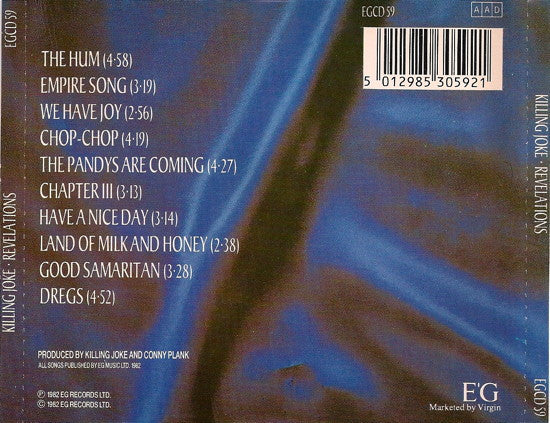 EGCD 59
KILLING JOKE · REVELATIONS
THE HUM (4·58)
EMPIRE SONG (3·19)
WE HAVE JOY (2·56)
CHOP-CHOP (4·19)
THE PANDYS ARE COMING (4·27)
CHAPTER III (3·13)
HAVE A NICE DAY (3·14)
LAND OF MILK AND HONEY (2·38)
GOOD SAMARITAN (3·28)
DREGS (4·52)
PRODUCED BY KILLING JOKE AND CONNY PLANK
ALL SONGS PUBLISHED BY EG MUSIC LTD. 1982
℗ 1982 EG RECORDS LTD.
© 1982 EG RECORDS LTD.
EGCD 59
AAD
5 012985 305921
E'G
Marketed by Virgin
KILLING JOKE · REVELATIONS
EGCD 59